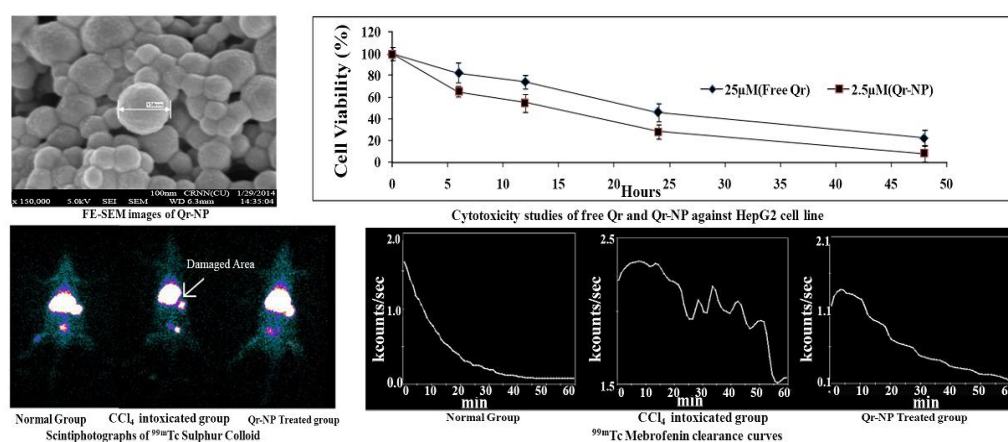 100nm CRNN(CU) 1/29/2014
x 150,000 5.0kV SEI SEM WD 6.3mm 14:35:04
FE-SEM images of Qr-NP
Cell Viability (%)
120
100
80
60
40
20
0
25µM(Free Qr)
2.5µM(Qr-NP)
0 5 10 15 20 25 30 35 40 45 50
Hours
Cytotoxicity studies of free Qr and Qr-NP against HepG2 cell line
Damaged Area
Normal Group
CCl4 intoxicated group
Qr-NP Treated group
Scintiphotographs of 99mTc Sulphur Colloid
kcounts/sec
2.0
1.0
0.0
0 10 20 30 40 50 60
min
Normal Group
kcounts/sec
2.5
1.5
0 10 20 30 40 50 60
min
CCl4 intoxicated group
kcounts/sec
2.1
1.1
0.1
0 10 20 30 40 50 6
min
Qr-NP Treated group
99mTc Mebrofenin clearance curves